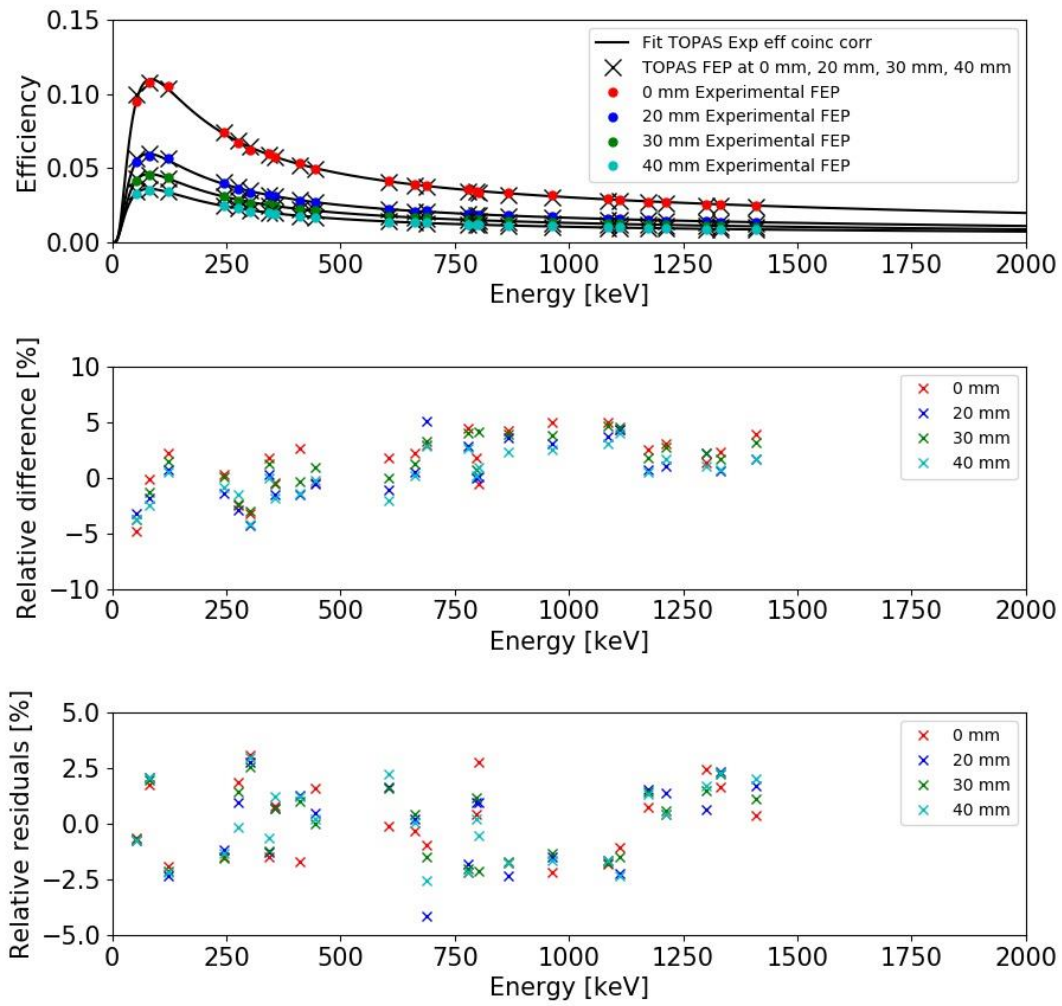 Efficiency
0.15
0.10
0.05
0.00
Fit TOPAS Exp eff coinc corr
TOPAS FEP at 0 mm, 20 mm, 30 mm, 40 mm
0 mm Experimental FEP
20 mm Experimental FEP
30 mm Experimental FEP
40 mm Experimental FEP
0 250 500 750 1000 1250 1500 1750 2000
Energy [keV]
Relative difference [%]
10
5
0
−5
−10
0 mm
20 mm
30 mm
40 mm
0 250 500 750 1000 1250 1500 1750 2000
Energy [keV]
Relative residuals [%]
5.0
2.5
0.0
−2.5
−5.0
0 mm
20 mm
30 mm
40 mm
0 250 500 750 1000 1250 1500 1750 2000
Energy [keV]